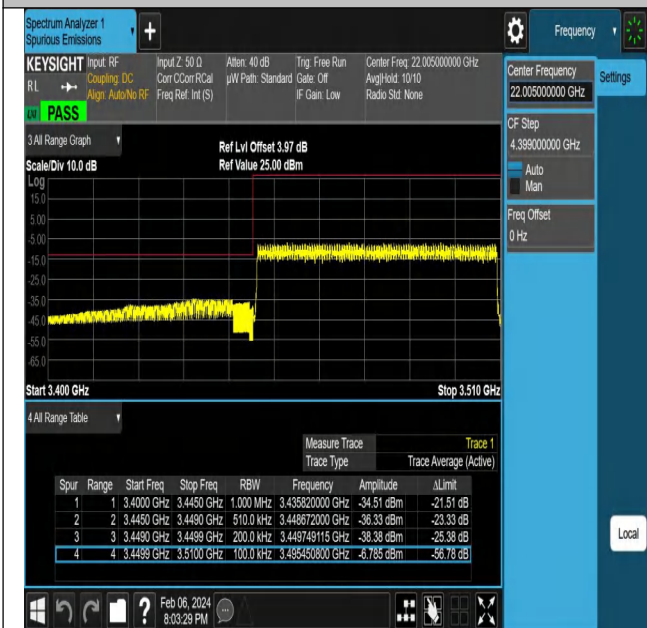 Spectrum Analyzer 1
Spurious Emissions
Frequency
KEYSIGHT Input: RF Input Z: 50 Ω Atten: 40 dB Trig: Free Run Center Freq: 22.005000000 GHz
RL Coupling: DC Corr CCorr RCal µW Path: Standard Gate: Off Avg|Hold: 10/10
Align: Auto/No RF Freq Ref: Int (S) IF Gain: Low Radio Std: None
LXI PASS
Center Frequency
22.005000000 GHz
Settings
CF Step
4.399000000 GHz
Auto
Man
Freq Offset
0 Hz
3 All Range Graph
Ref Lvl Offset 3.97 dB
Scale/Div 10.0 dB Ref Value 25.00 dBm
Log
15.0
5.00
-5.00
-15.0
-25.0
-35.0
-45.0
-55.0
-65.0
Start 3.400 GHz Stop 3.510 GHz
4 All Range Table
Measure Trace Trace 1
Trace Type Trace Average (Active)
Spur Range Start Freq Stop Freq RBW Frequency Amplitude ΔLimit
1 1 3.4000 GHz 3.4450 GHz 1.000 MHz 3.435820000 GHz -34.51 dBm -21.51 dB
2 2 3.4450 GHz 3.4490 GHz 510.0 kHz 3.448672000 GHz -36.33 dBm -23.33 dB
3 3 3.4490 GHz 3.4499 GHz 200.0 kHz 3.449749115 GHz -38.38 dBm -25.38 dB
4 4 3.4499 GHz 3.5100 GHz 100.0 kHz 3.495450800 GHz -6.785 dBm -56.78 dB
Local
Feb 06, 2024
8:03:29 PM